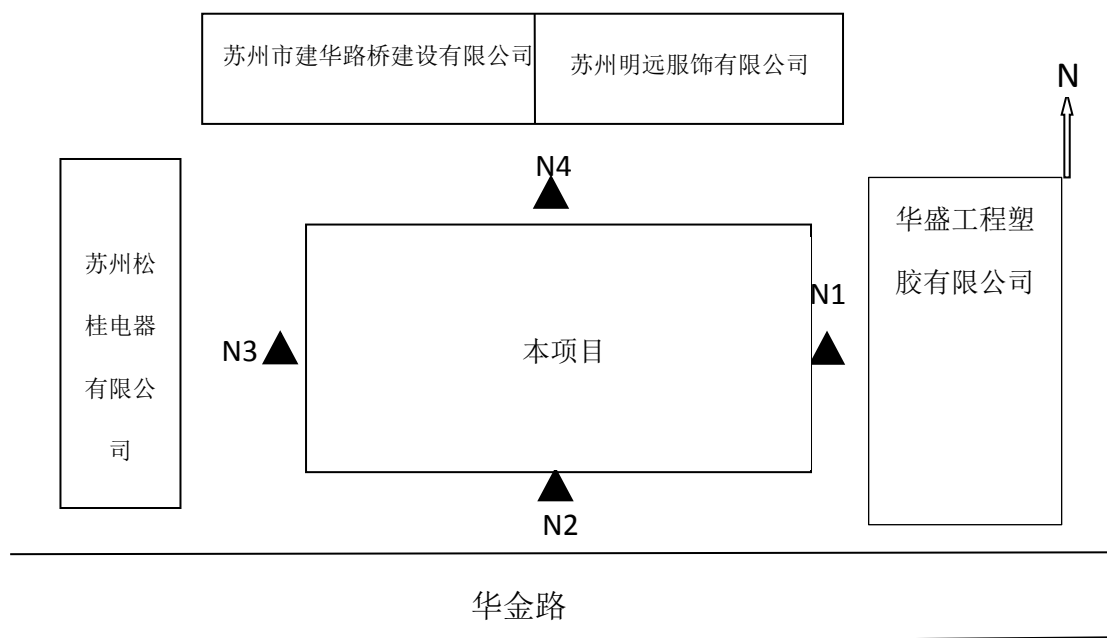 苏州市建华路桥建设有限公司
苏州明远服饰有限公司
N
N4
华盛工程塑
胶有限公司
苏州松
桂电器
有限公
司
N1
N3
本项目
N2
华金路